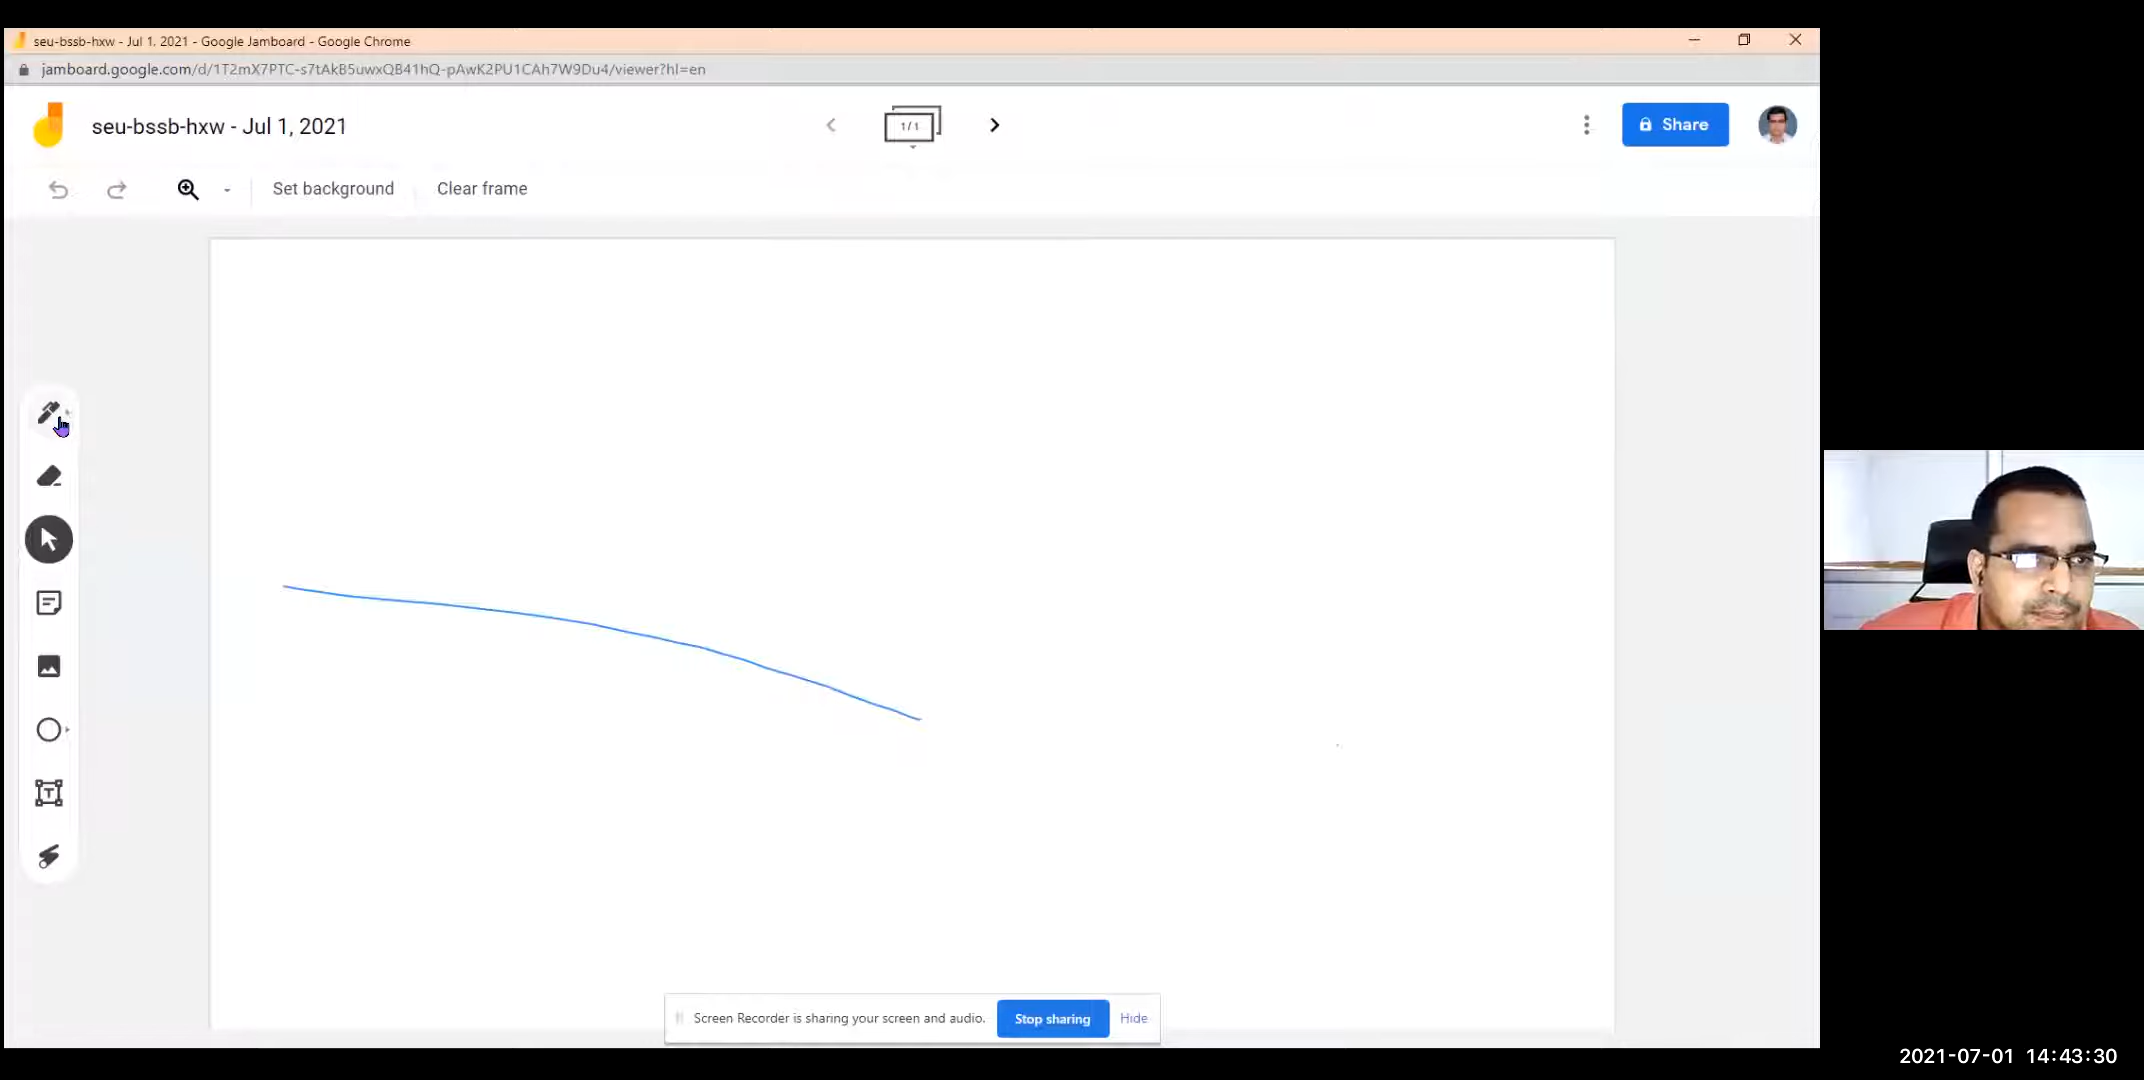 seu-bssb-hxw - Jul 1, 2021 - Google Jamboard - Google Chrome
jamboard.google.com/d/1T2mX7PTC-s7tAkB5uwxQB41hQ-pAwK2PU1CAh7W9Du4/viewer?hl=en
seu-bssb-hxw - Jul 1, 2021
1/1
Share
Set background
Clear frame
Screen Recorder is sharing your screen and audio.
Stop sharing
Hide
2021-07-01 14:43:30